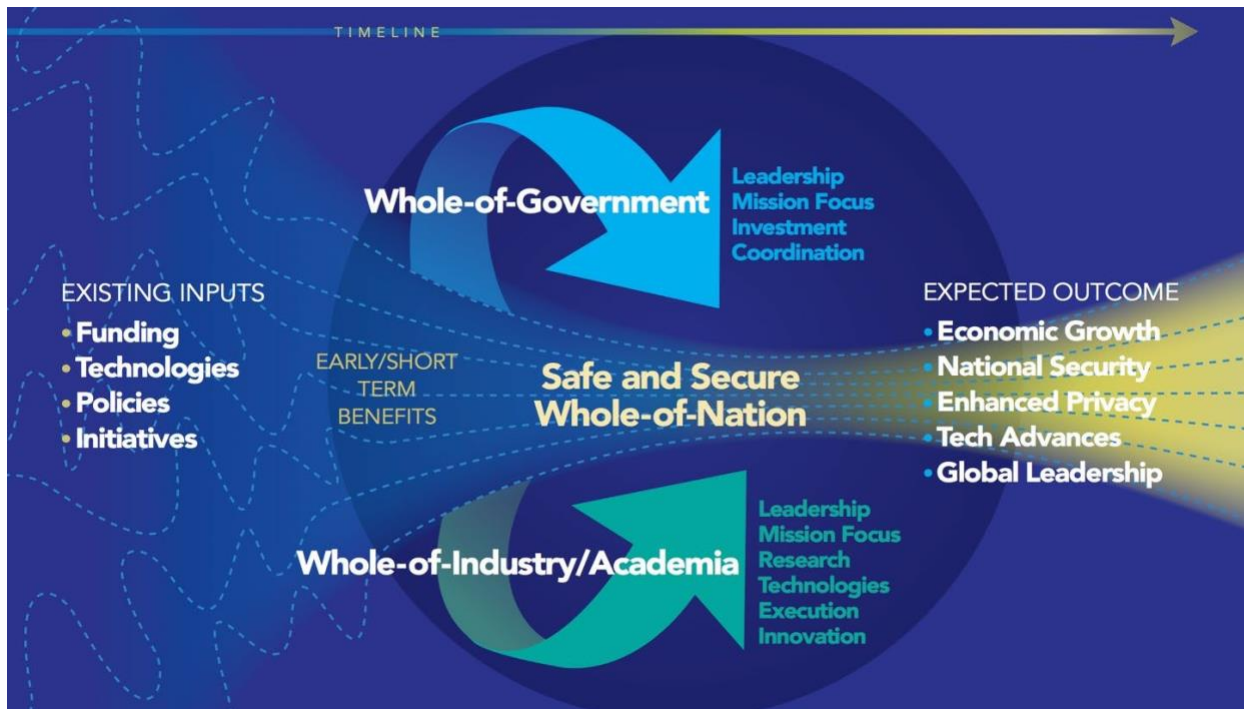 TIMELINE
Whole-of-Government
Leadership
Mission Focus
Investment
Coordination
EXISTING INPUTS
• Funding
• Technologies
• Policies
• Initiatives
EARLY/SHORT
TERM
BENEFITS
Safe and Secure
Whole-of-Nation
EXPECTED OUTCOME
• Economic Growth
• National Security
• Enhanced Privacy
• Tech Advances
• Global Leadership
Whole-of-Industry/Academia
Leadership
Mission Focus
Research
Technologies
Execution
Innovation